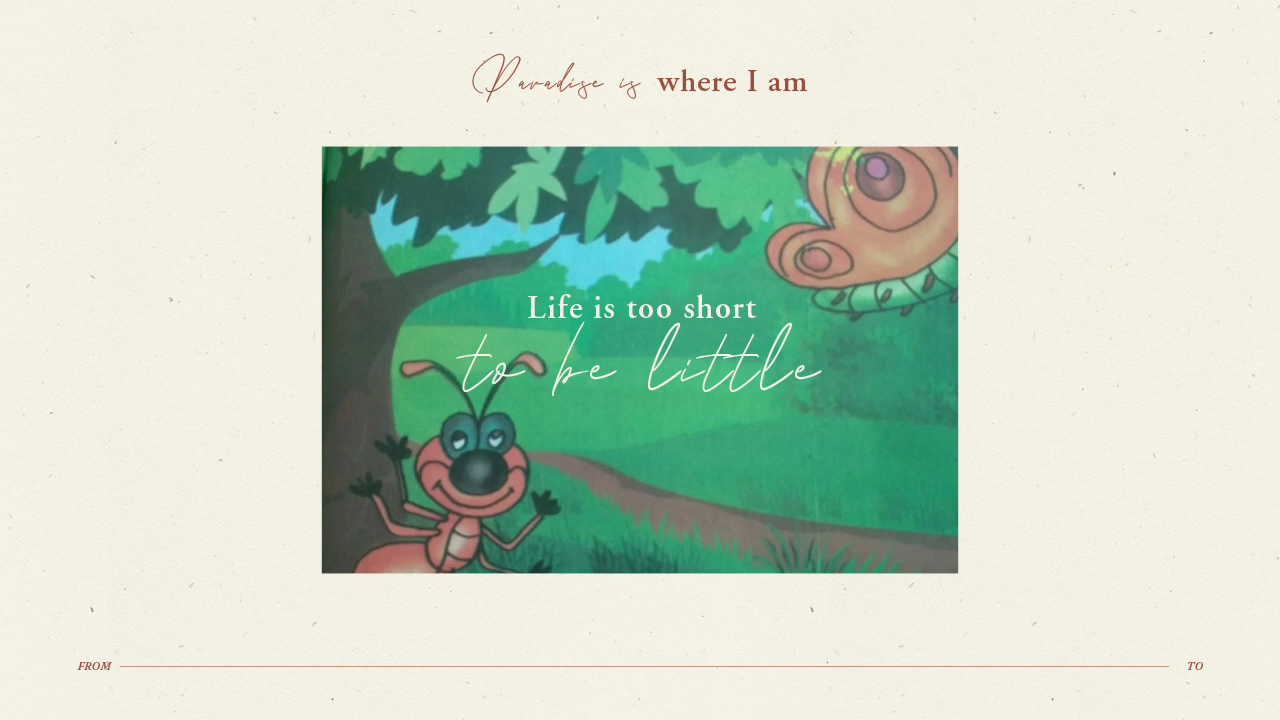 Paradise is where I am
Life is too short
to be little
FROM
TO